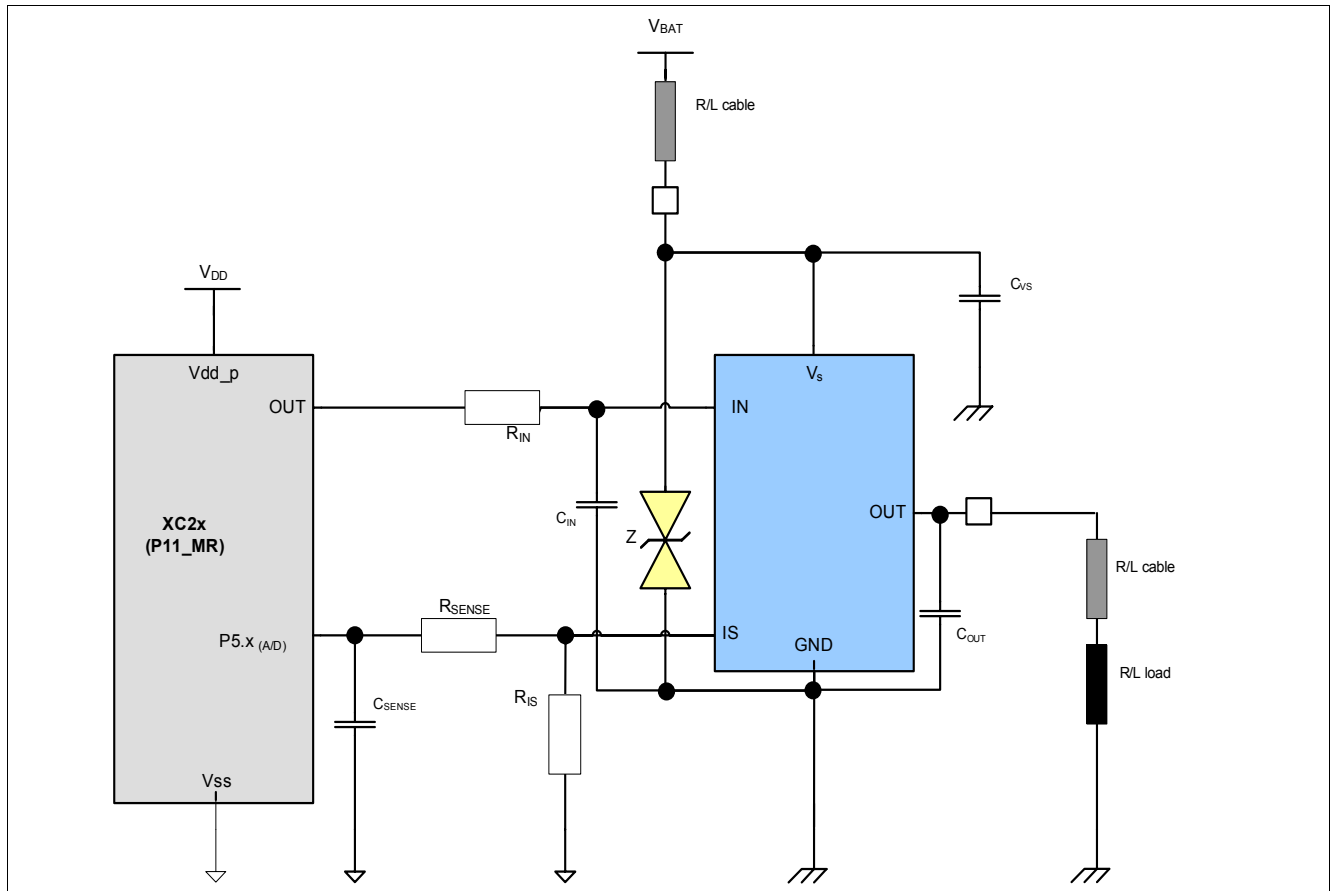 VBAT
R/L cable
VDD
CVS
Vdd_p
Vs
OUT
IN
RIN
XC2x
(P11_MR)
CIN
Z
OUT
R/L cable
RSENSE
P5.x (A/D)
IS
GND
COUT
R/L load
RIS
CSENSE
Vss